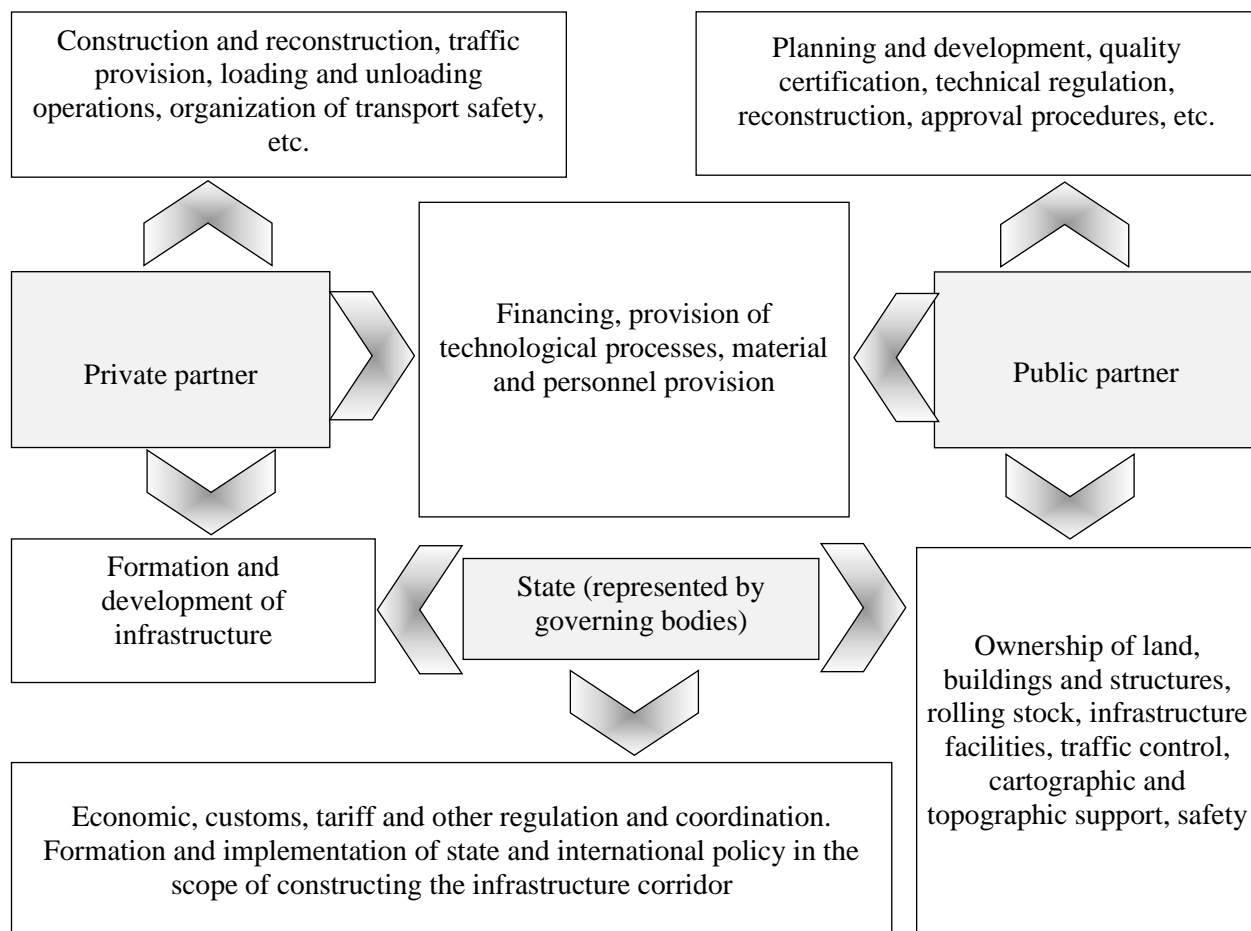 Construction and reconstruction, traffic
provision, loading and unloading
operations, organization of transport safety,
etc.
Planning and development, quality
certification, technical regulation,
reconstruction, approval procedures, etc.
Private partner
Financing, provision of
technological processes, material
and personnel provision
Public partner
Formation and
development of
infrastructure
State (represented by
governing bodies)
Ownership of land,
buildings and structures,
rolling stock, infrastructure
facilities, traffic control,
cartographic and
topographic support, safety
Economic, customs, tariff and other regulation and coordination.
Formation and implementation of state and international policy in the
scope of constructing the infrastructure corridor